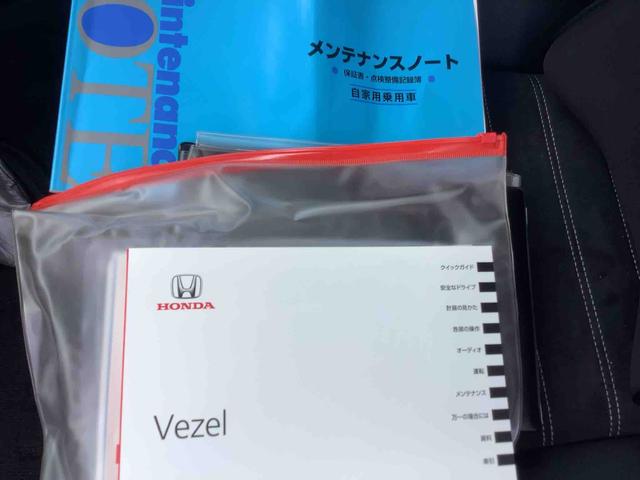 Maintenance
NOTE
メンテナンスノート
・保証書・点検整備記録簿
自家用乗用車
HONDA
Vezel
クイックガイド
安全なドライブ
計器の見かた
各部の操作
オーディオ
運転
メンテナンス
万一の場合には
資料
索引